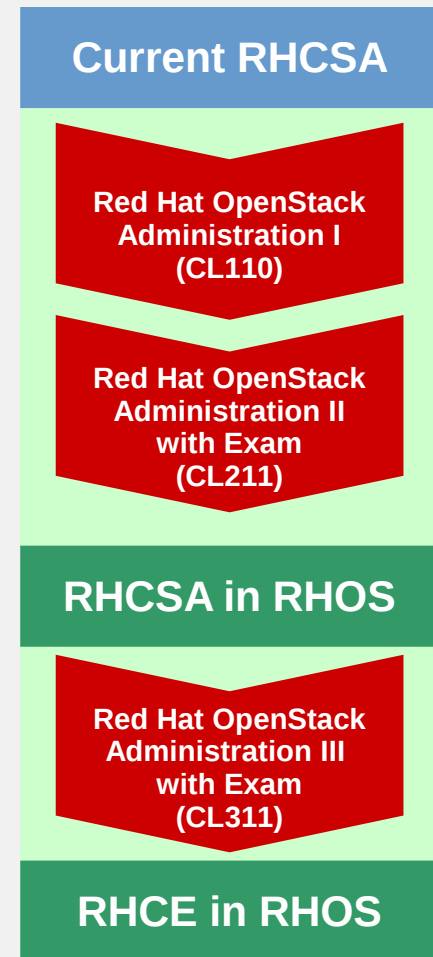 Current RHCSA
Red Hat OpenStack
Administration I
(CL110)
Red Hat OpenStack
Administration II
with Exam
(CL211)
RHCSA in RHOS
Red Hat OpenStack
Administration III
with Exam
(CL311)
RHCE in RHOS